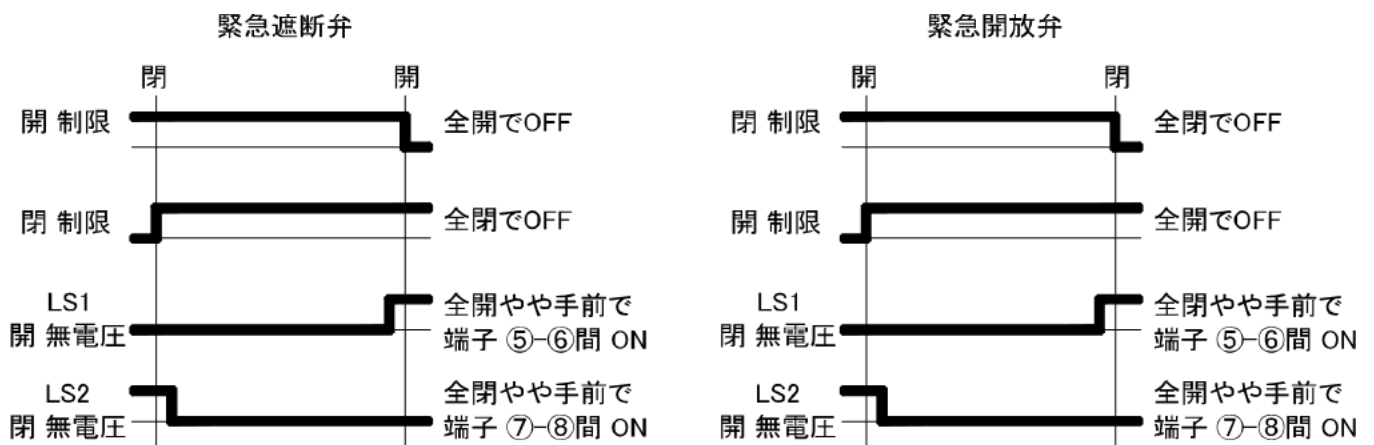 緊急遮断弁
閉 開
開 制限 全開でOFF
閉 制限 全閉でOFF
LS1
開 無電圧
全開やや手前で
端子 ⑤-⑥間 ON
LS2
閉 無電圧
全閉やや手前で
端子 ⑦-⑧間 ON
緊急開放弁
開 閉
閉 制限 全閉でOFF
開 制限 全開でOFF
LS1
閉 無電圧
全閉やや手前で
端子 ⑤-⑥間 ON
LS2
開 無電圧
全開やや手前で
端子 ⑦-⑧間 ON